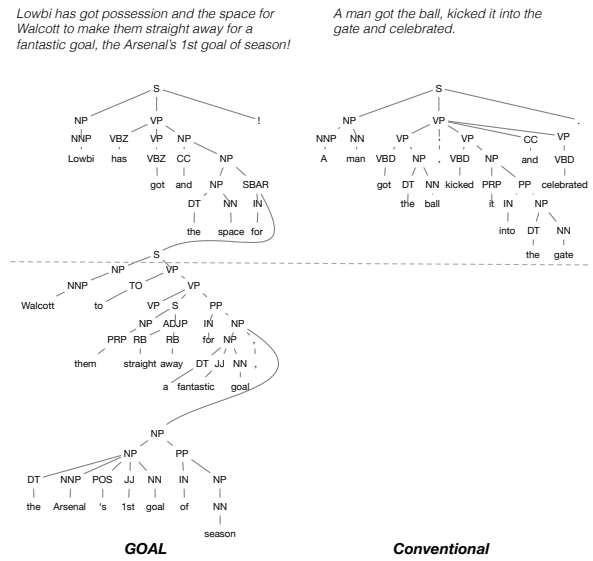 Lowbi has got possession and the space for
Walcott to make them straight away for a
fantastic goal, the Arsenal's 1st goal of season!
A man got the ball, kicked it into the
gate and celebrated.
S
NP VP !
NNP VBZ VP NP
Lowbi has VBZ CC NP
got and NP SBAR
DT NN IN
the space for
S
NP VP
NNP TO VP
Walcott to VP S PP
NP ADJP IN NP
PRP RB RB for NP ,
them straight away DT JJ NN ,
a fantastic goal
NP
NP PP
DT NNP POS JJ NN IN NP
the Arsenal 's 1st goal of NN
season
GOAL
S
NP VP .
NNP NN VP , VP CC VP
A man VBD NP , VBD NP and VBD
got DT NN kicked PRP PP celebrated
the ball it IN NP
into DT NN
the gate
Conventional